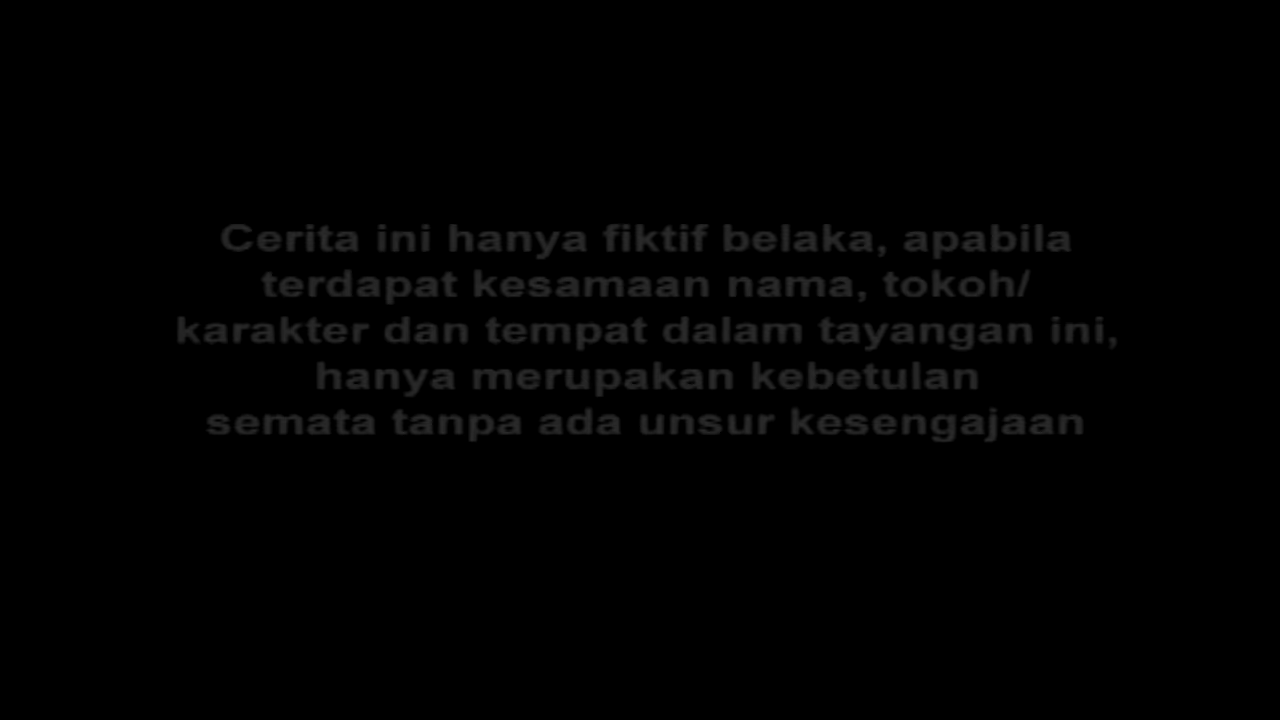 Cerita ini hanya fiktif belaka, apabila
terdapat kesamaan nama, tokoh/
karakter dan tempat dalam tayangan ini,
hanya merupakan kebetulan
semata tanpa ada unsur kesengajaan